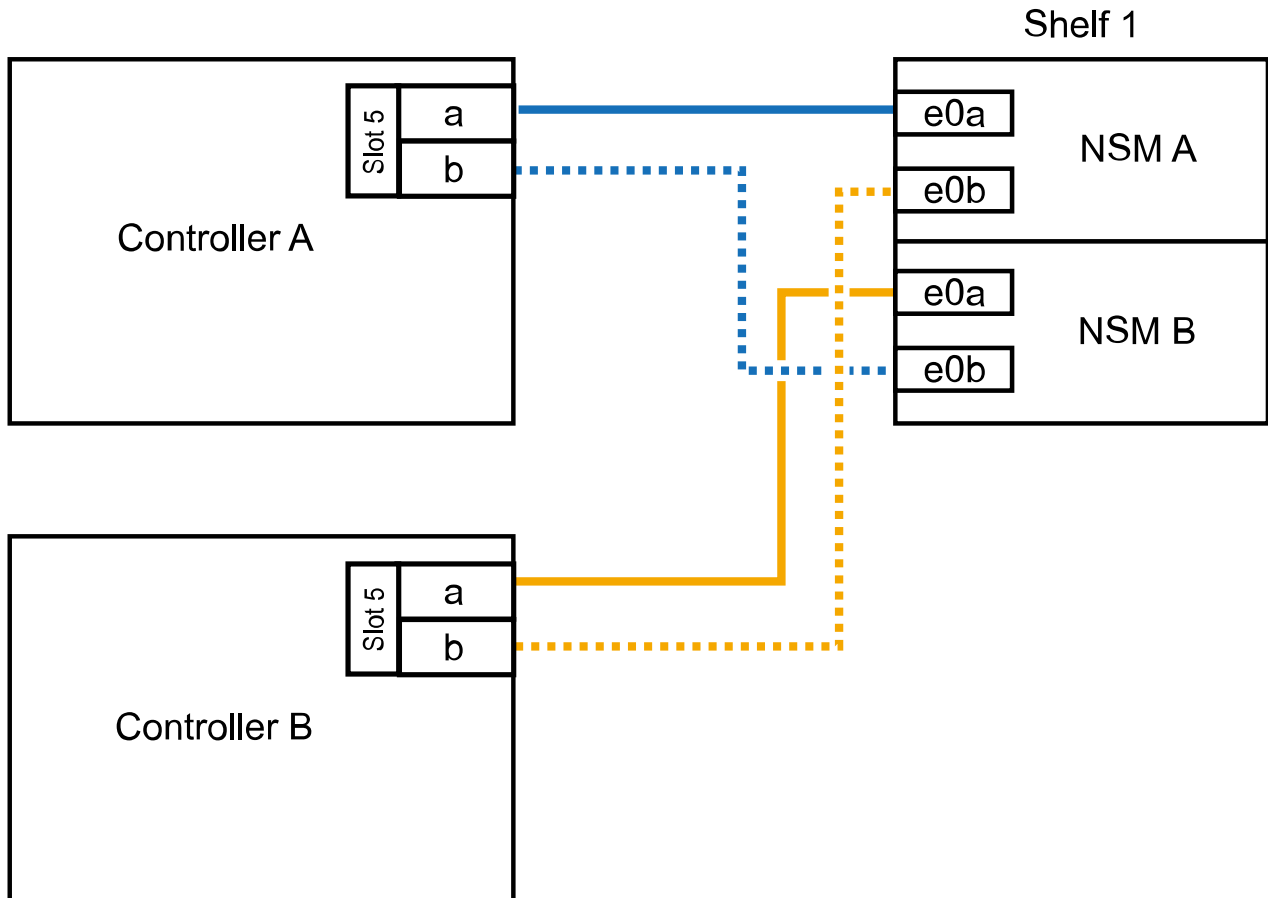 Shelf 1
Slot 5
a
b
Controller A
e0a
e0b
NSM A
e0a
e0b
NSM B
Slot 5
a
b
Controller B